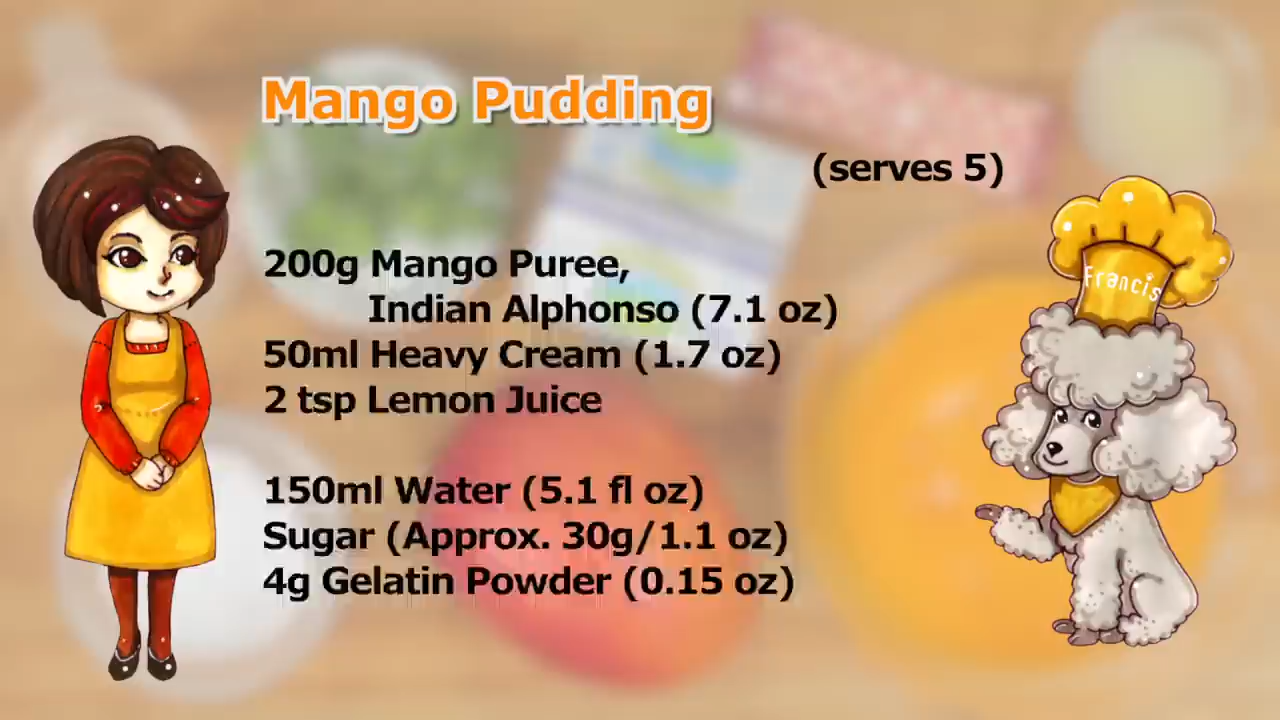 Mango Pudding
(serves 5)
200g Mango Puree,
Indian Alphonso (7.1 oz)
50ml Heavy Cream (1.7 oz)
2 tsp Lemon Juice
150ml Water (5.1 fl oz)
Sugar (Approx. 30g/1.1 oz)
4g Gelatin Powder (0.15 oz)
Francis